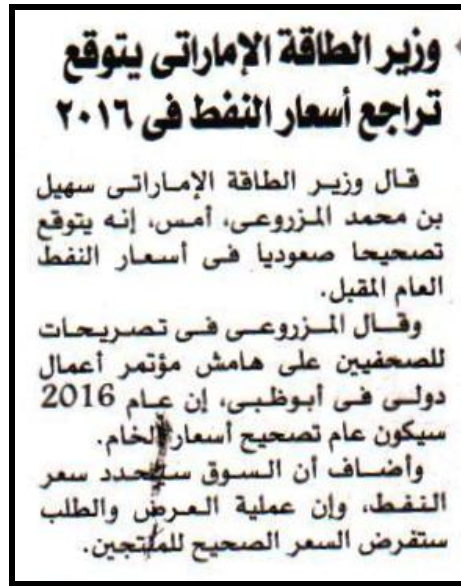 وزير الطاقة الإماراتى يتوقع
تراجع أسعار النفط فى ٢٠١٦
قال وزير الطاقة الإماراتى سهيل
بن محمد المزروعى، أمس، إنه يتوقع
تصحيحا صعوديا فى أسعار النفط
العام المقبل.
وقال المزروعى فى تصريحات
للصحفيين على هامش مؤتمر أعمال
دولى فى أبوظبى، إن عام 2016
سيكون عام تصحيح أسعار الخام.
وأضاف أن السوق سيحدد سعر
النفط، وإن عملية العرض والطلب
ستفرض السعر الصحيح للمنتجين.